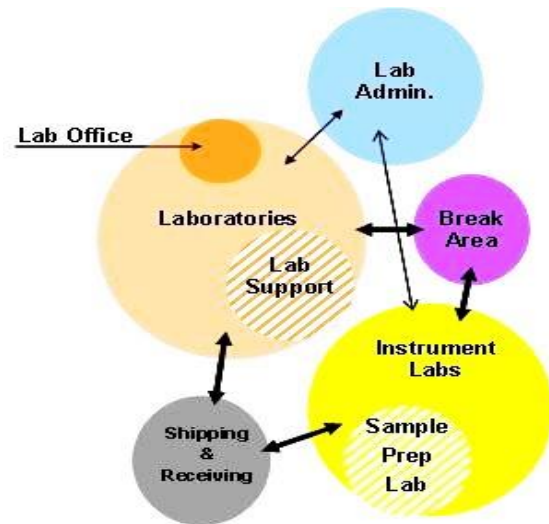 Lab
Admin.
Lab Office
Laboratories
Break
Area
Lab
Support
Instrument
Labs
Shipping
&
Receiving
Sample
Prep
Lab